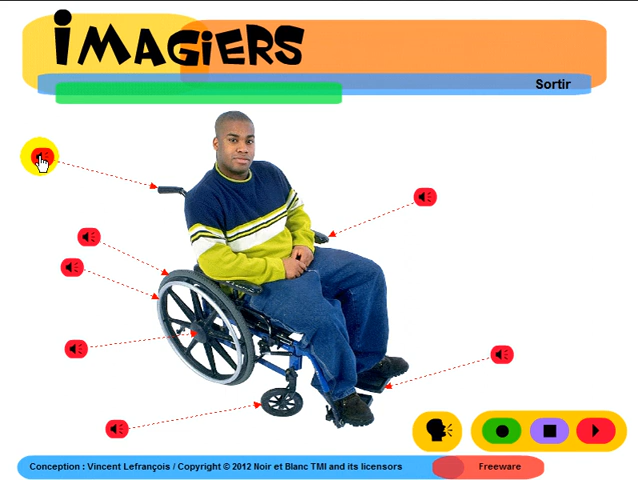 iMAGiERS
Sortir
Conception : Vincent Lefrançois / Copyright © 2012 Noir et Blanc TMI and its licensors
Freeware